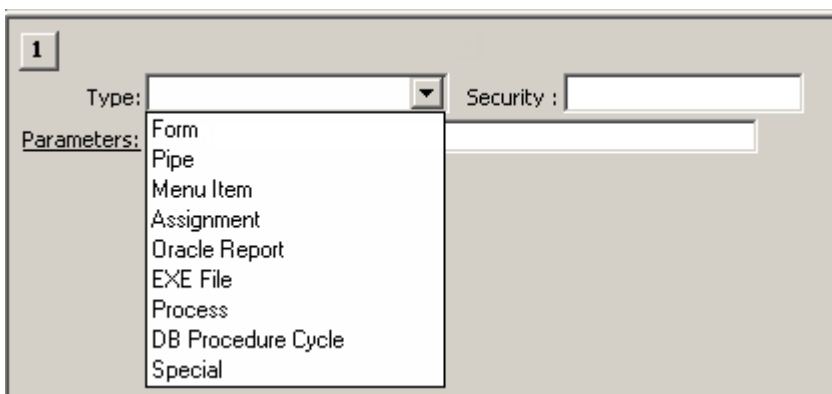 1
Type: Security :
Parameters:
Form
Pipe
Menu Item
Assignment
Oracle Report
EXE File
Process
DB Procedure Cycle
Special